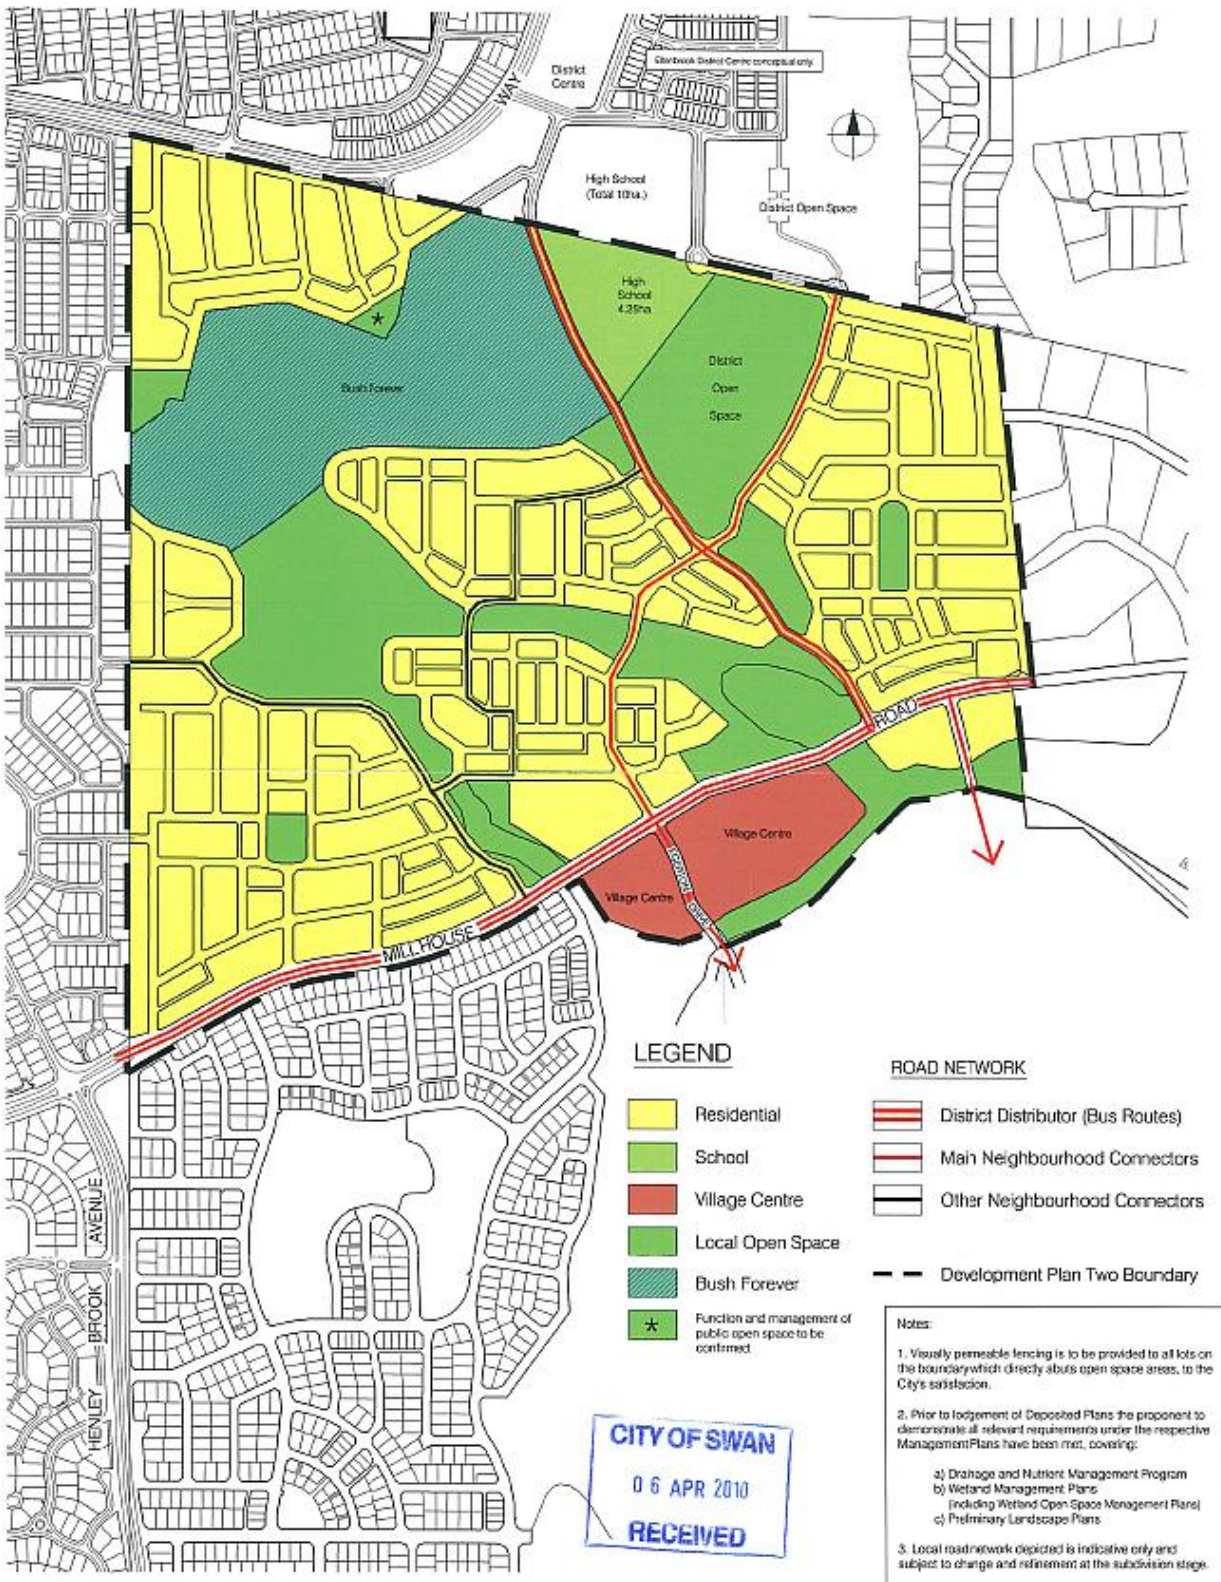 Ellenbrook District Centre conceptual only
District
Centre
WAY
High School
(Total 10ha.)
District Open Space
High
School
4.25ha
*
Bush Forever
District
Open
Space
ROAD
Village Centre
Village Centre
DRIVE
MILLHOUSE
LEGEND
Residential
School
Village Centre
Local Open Space
Bush Forever
* Function and management of
public open space to be
confirmed
ROAD NETWORK
District Distributor (Bus Routes)
Main Neighbourhood Connectors
Other Neighbourhood Connectors
Development Plan Two Boundary
HENLEY BROOK AVENUE
Notes:
1. Visually permeable fencing is to be provided to all lots on
the boundary which directly abuts open space areas, to the
City's satisfaction.
2. Prior to lodgement of Deposited Plans the proponent to
demonstrate all relevant requirements under the respective
Management Plans have been met, covering:
a) Drainage and Nutrient Management Program
b) Wetland Management Plans
(including Wetland Open Space Management Plans)
c) Preliminary Landscape Plans
3. Local road network depicted is indicative only and
subject to change and refinement at the subdivision stage.
CITY OF SWAN
06 APR 2010
RECEIVED